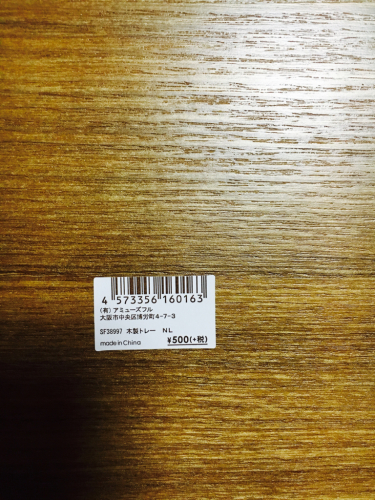 4 573356 160163
(有)アミューズフル
大阪市中央区博労町4-7-3
SF38997 木製トレー NL
made in China
¥500(+税)